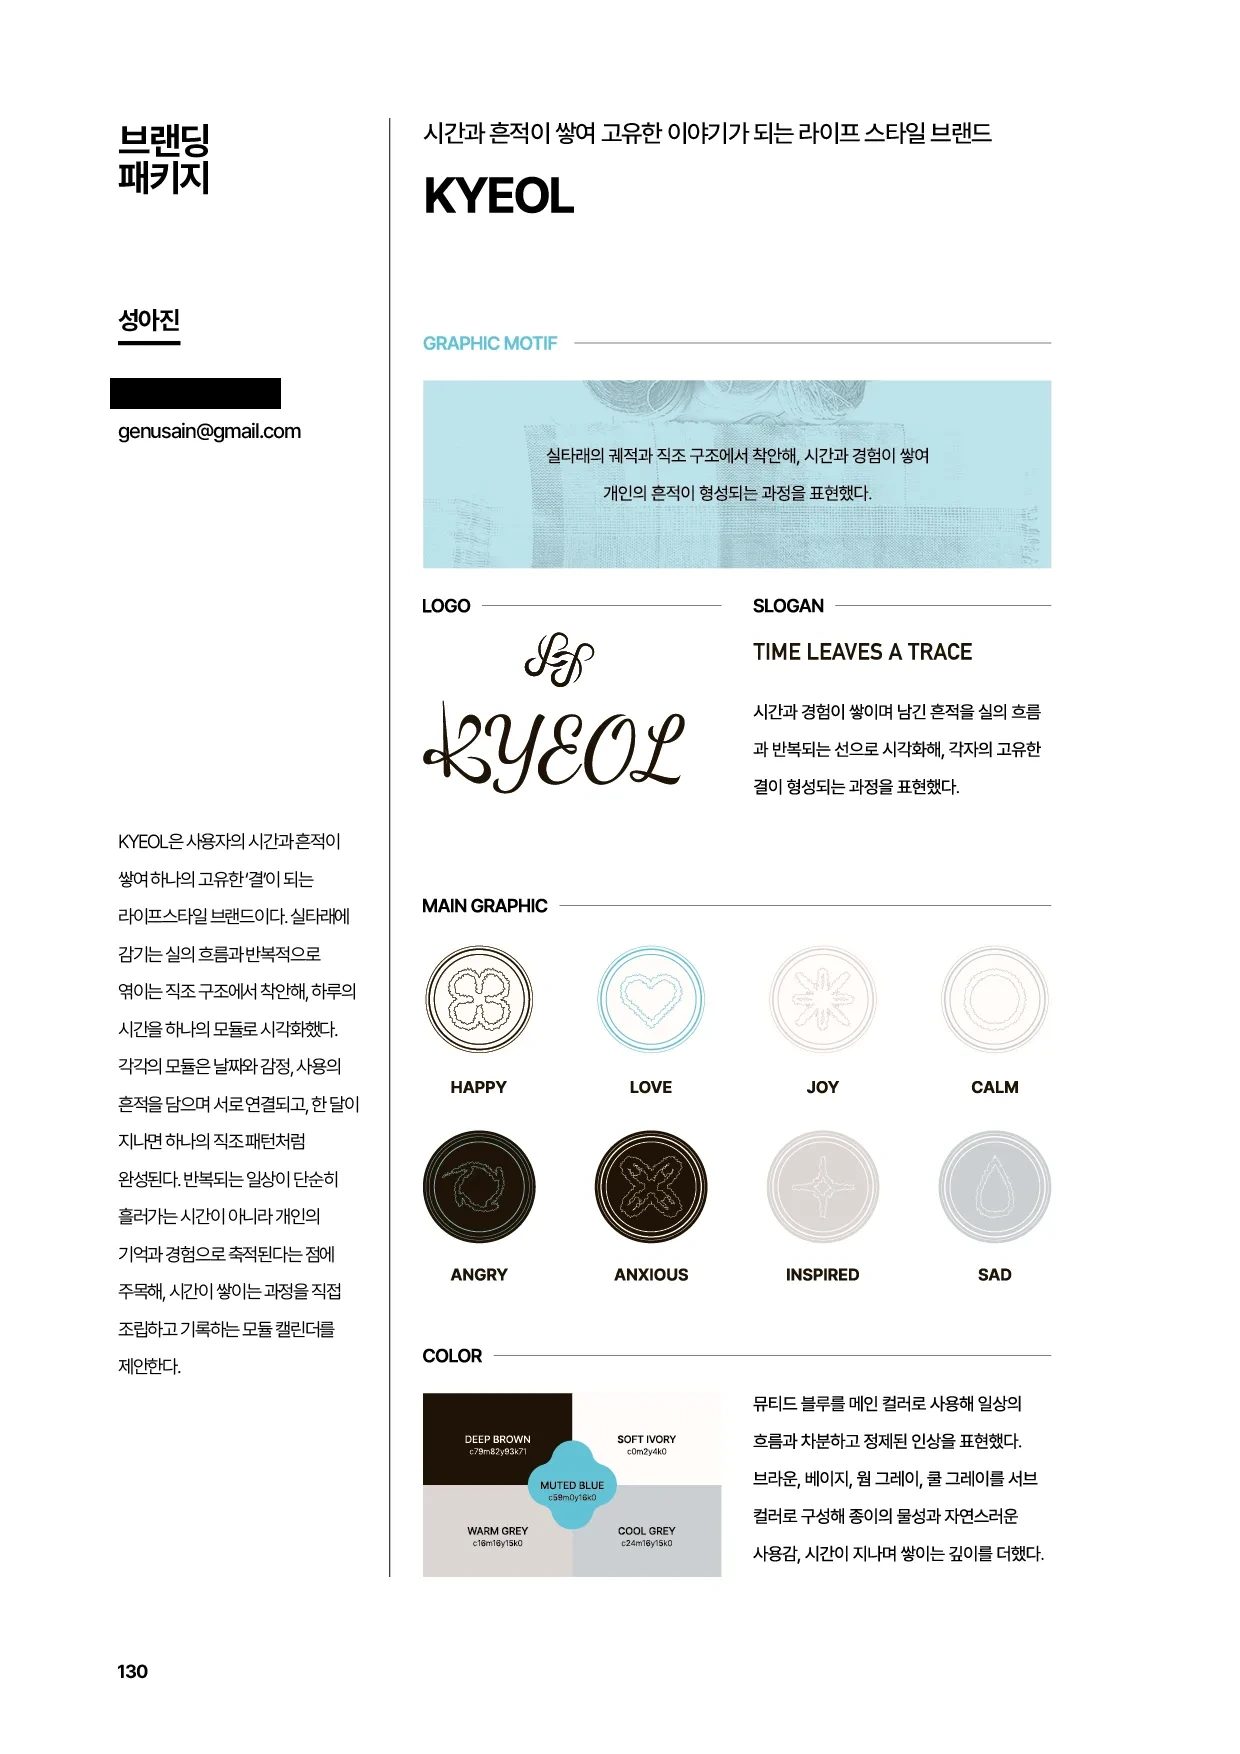 브랜딩
패키지
성아진
genusain@gmail.com
KYEOL은 사용자의 시간과 흔적이
쌓여 하나의 고유한 ‘결’이 되는
라이프스타일 브랜드이다. 실타래에
감기는 실의 흐름과 반복적으로
엮이는 직조 구조에서 착안해, 하루의
시간을 하나의 모듈로 시각화했다.
각각의 모듈은 날짜와 감정, 사용의
흔적을 담으며 서로 연결되고, 한 달이
지나면 하나의 직조 패턴처럼
완성된다. 반복되는 일상이 단순히
흘러가는 시간이 아니라 개인의
기억과 경험으로 축적된다는 점에
주목해, 시간이 쌓이는 과정을 직접
조립하고 기록하는 모듈 캘린더를
제안한다.
130
시간과 흔적이 쌓여 고유한 이야기가 되는 라이프 스타일 브랜드
KYEOL
GRAPHIC MOTIF
실타래의 궤적과 직조 구조에서 착안해, 시간과 경험이 쌓여
개인의 흔적이 형성되는 과정을 표현했다.
LOGO
KYEOL
SLOGAN
TIME LEAVES A TRACE
시간과 경험이 쌓이며 남긴 흔적을 실의 흐름
과 반복되는 선으로 시각화해, 각자의 고유한
결이 형성되는 과정을 표현했다.
MAIN GRAPHIC
HAPPY
LOVE
JOY
CALM
ANGRY
ANXIOUS
INSPIRED
SAD
COLOR
DEEP BROWN
c79m82y93k71
SOFT IVORY
c0m2y4k0
MUTED BLUE
c59m0y16k0
WARM GREY
c16m16y15k0
COOL GREY
c24m16y15k0
뮤티드 블루를 메인 컬러로 사용해 일상의
흐름과 차분하고 정제된 인상을 표현했다.
브라운, 베이지, 웜 그레이, 쿨 그레이를 서브
컬러로 구성해 종이의 물성과 자연스러운
사용감, 시간이 지나며 쌓이는 깊이를 더했다.